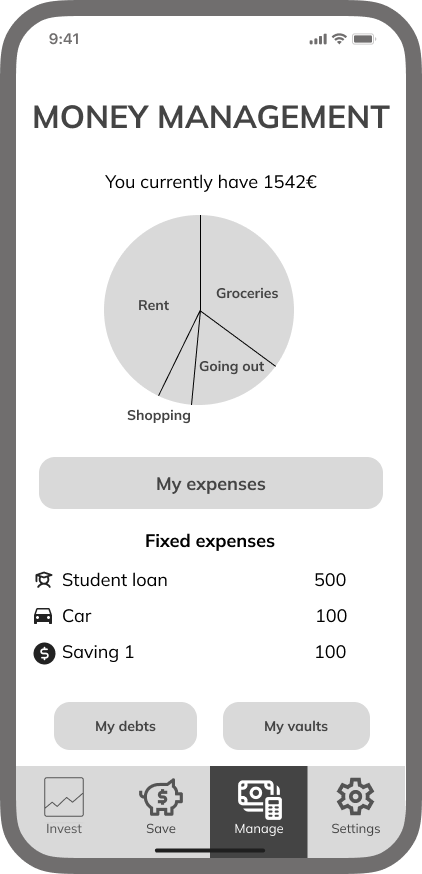 9:41
MONEY MANAGEMENT
You currently have 1542€
Groceries
Rent
Going out
Shopping
My expenses
Fixed expenses
Student loan 500
Car 100
$ Saving 1 100
My debts My vaults
$
Invest Save Manage Settings